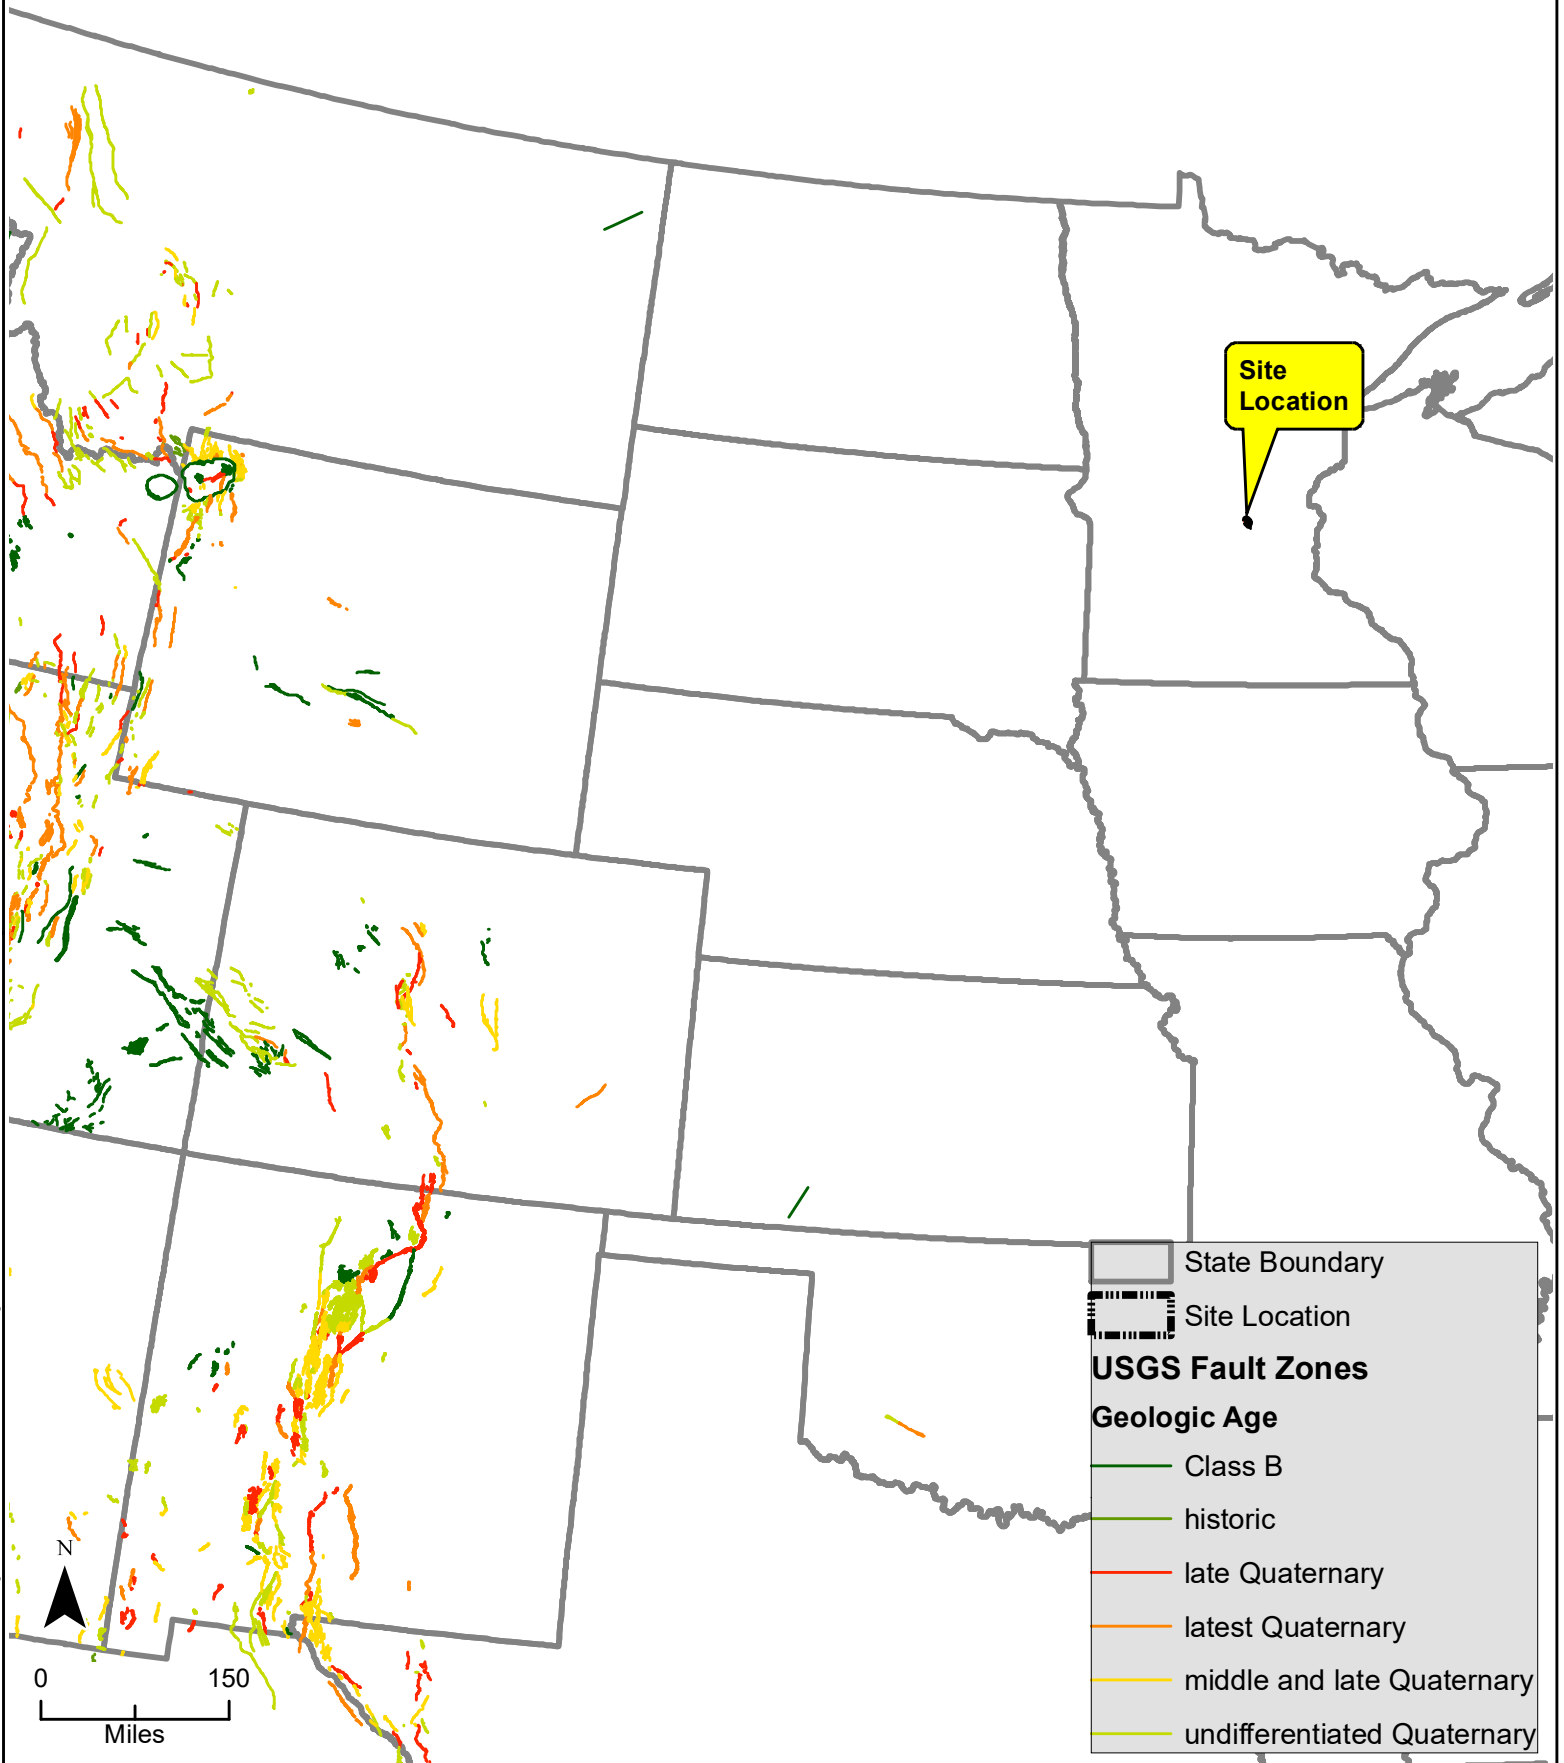 Site
Location
State Boundary
Site Location
USGS Fault Zones
Geologic Age
Class B
historic
late Quaternary
latest Quaternary
middle and late Quaternary
undifferentiated Quaternary
N
0 150
Miles